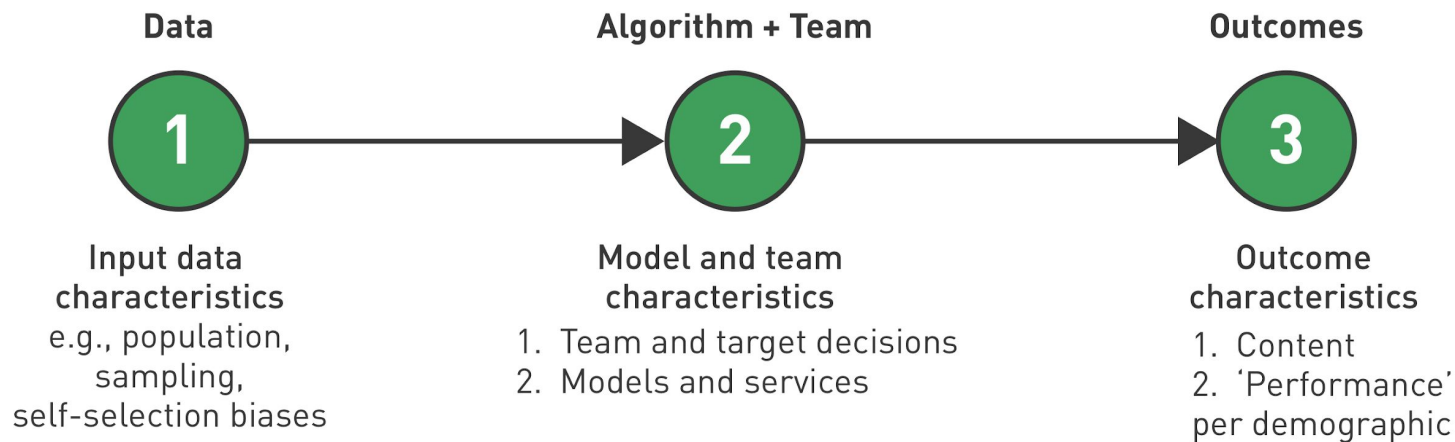 Data
1
Input data
characteristics
e.g., population,
sampling,
self-selection biases
Algorithm + Team
2
Model and team
characteristics
1. Team and target decisions
2. Models and services
Outcomes
3
Outcome
characteristics
1. Content
2. ‘Performance’
per demographic